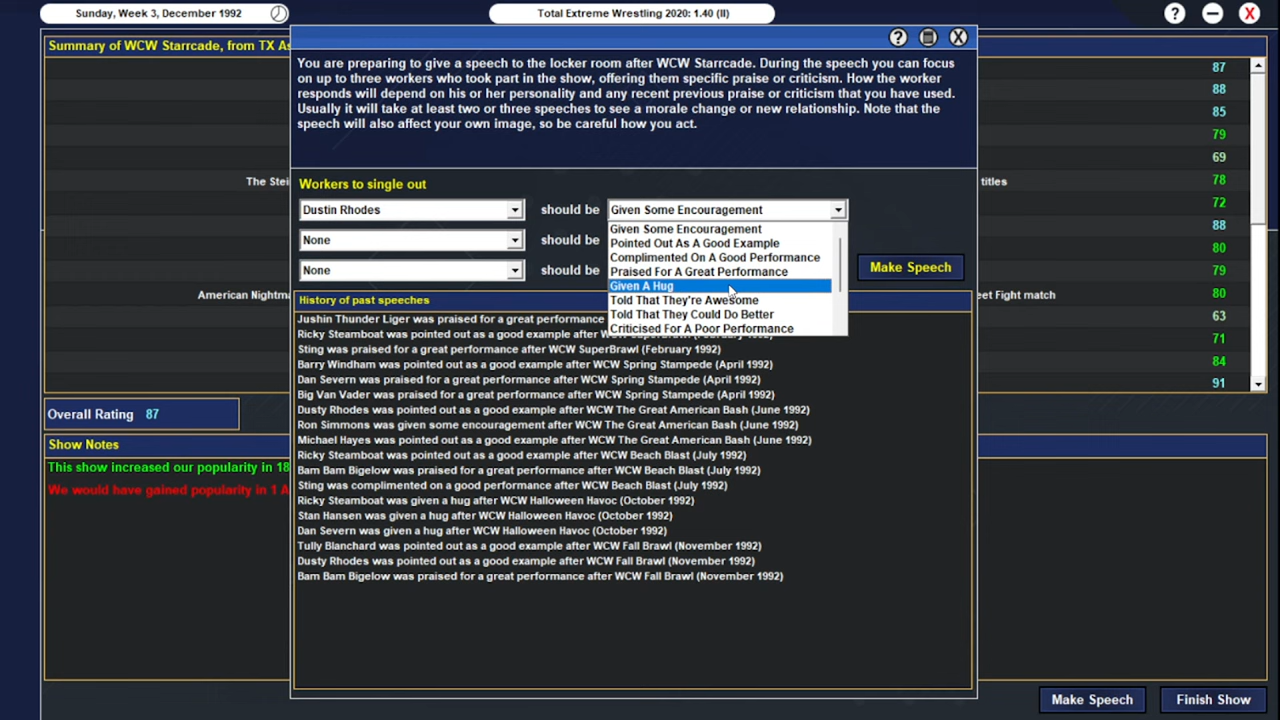 Sunday, Week 3, December 1992
Total Extreme Wrestling 2020: 1.40 (II)
? X
Summary of WCW Starrcade, from TX As
? X
You are preparing to give a speech to the locker room after WCW Starrcade. During the speech you can focus
on up to three workers who took part in the show, offering them specific praise or criticism. How the worker
responds will depend on his or her personality and any recent previous praise or criticism that you have used.
Usually it will take at least two or three speeches to see a morale change or new relationship. Note that the
speech will also affect your own image, so be careful how you act.
87
88
85
79
69
The Stei titles 78
72
88
80
79
American Nightma eet Fight match 80
63
71
84
91
Workers to single out
Dustin Rhodes should be Given Some Encouragement
None should be
None should be
Given Some Encouragement
Pointed Out As A Good Example
Complimented On A Good Performance
Praised For A Great Performance
Given A Hug
Told That They're Awesome
Told That They Could Do Better
Criticised For A Poor Performance
Make Speech
History of past speeches
Jushin Thunder Liger was praised for a great performance
Ricky Steamboat was pointed out as a good example
Sting was praised for a great performance after WCW SuperBrawl (February 1992)
Barry Windham was pointed out as a good example after WCW Spring Stampede (April 1992)
Dan Severn was praised for a great performance after WCW Spring Stampede (April 1992)
Big Van Vader was praised for a great performance after WCW Spring Stampede (April 1992)
Dusty Rhodes was pointed out as a good example after WCW The Great American Bash (June 1992)
Ron Simmons was given some encouragement after WCW The Great American Bash (June 1992)
Michael Hayes was pointed out as a good example after WCW The Great American Bash (June 1992)
Ricky Steamboat was pointed out as a good example after WCW Beach Blast (July 1992)
Bam Bam Bigelow was praised for a great performance after WCW Beach Blast (July 1992)
Sting was complimented on a good performance after WCW Beach Blast (July 1992)
Ricky Steamboat was given a hug after WCW Halloween Havoc (October 1992)
Stan Hansen was given a hug after WCW Halloween Havoc (October 1992)
Dan Severn was given a hug after WCW Halloween Havoc (October 1992)
Tully Blanchard was pointed out as a good example after WCW Fall Brawl (November 1992)
Dusty Rhodes was pointed out as a good example after WCW Fall Brawl (November 1992)
Bam Bam Bigelow was praised for a great performance after WCW Fall Brawl (November 1992)
Overall Rating 87
Show Notes
This show increased our popularity in 18
We would have gained popularity in 1 A
Make Speech
Finish Show